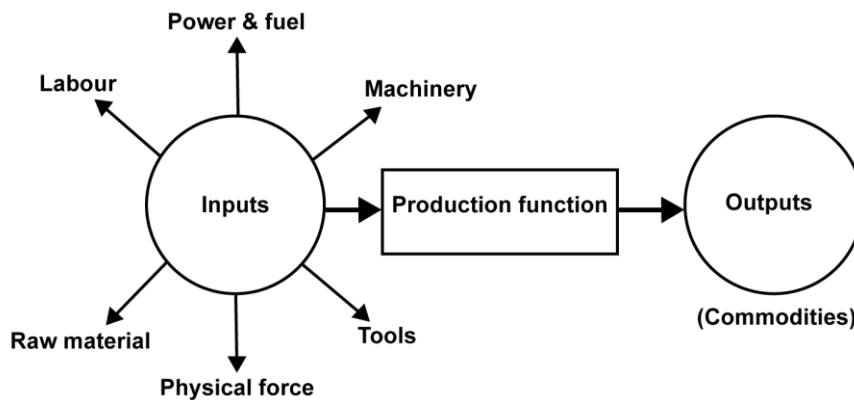 Power & fuel
Labour
Machinery
Inputs
Production function
Outputs
(Commodities)
Raw material
Tools
Physical force